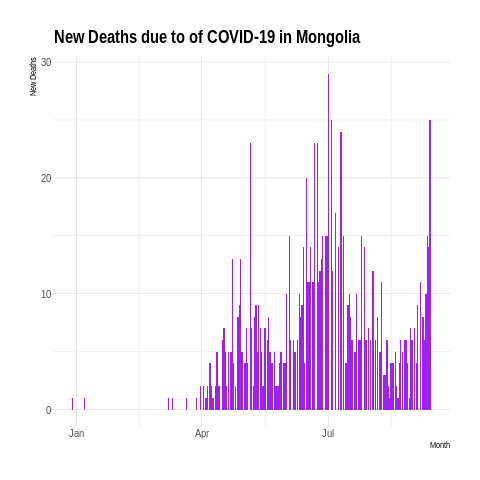 New Deaths due to of COVID-19 in Mongolia
New Deaths
30
20
10
0
Jan
Apr
Jul
Month